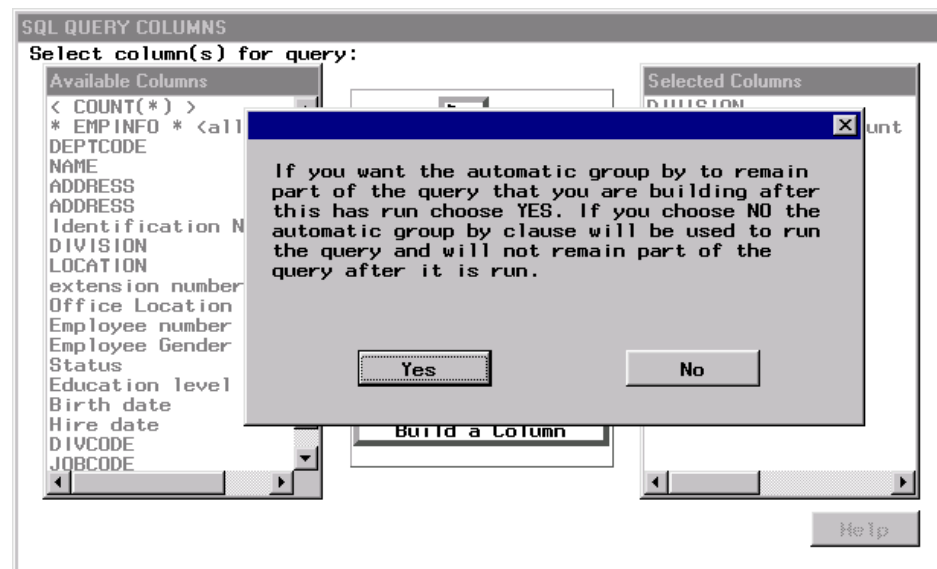 SQL QUERY COLUMNS
Select column(s) for query:
Available Columns
< COUNT(*) >
* EMPINFO * <all
DEPTCODE
NAME
ADDRESS
ADDRESS
Identification N
DIVISION
LOCATION
extension number
Office Location
Employee number
Employee Gender
Status
Education level
Birth date
Hire date
DIVCODE
JOBCODE
If you want the automatic group by to remain
part of the query that you are building after
this has run choose YES. If you choose NO the
automatic group by clause will be used to run
the query and will not remain part of the
query after it is run.
Yes
No
Build a Column
Selected Columns
DIVISION
unt
Help